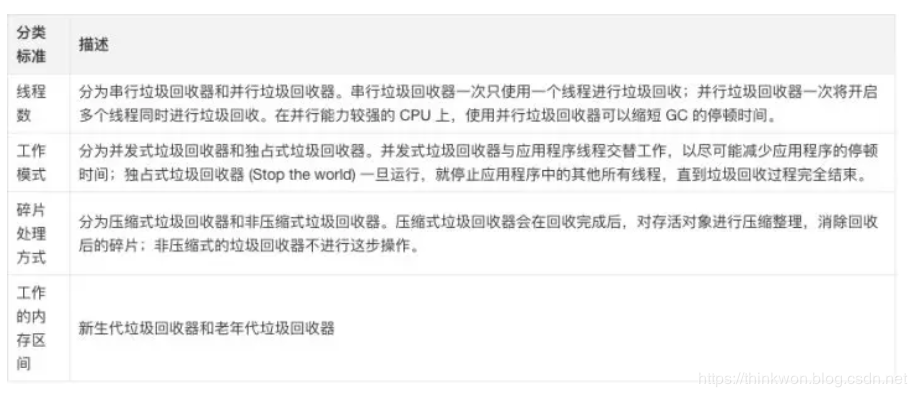 分类
标准
描述
线程
数
分为串行垃圾回收器和并行垃圾回收器。串行垃圾回收器一次只使用一个线程进行垃圾回收；并行垃圾回收器一次将开启
多个线程同时进行垃圾回收。在并行能力较强的 CPU 上，使用并行垃圾回收器可以缩短 GC 的停顿时间。
工作
模式
分为并发式垃圾回收器和独占式垃圾回收器。并发式垃圾回收器与应用程序线程交替工作，以尽可能减少应用程序的停顿
时间；独占式垃圾回收器 (Stop the world) 一旦运行，就停止应用程序中的其他所有线程，直到垃圾回收过程完全结束。
碎片
处理
方式
分为压缩式垃圾回收器和非压缩式垃圾回收器。压缩式垃圾回收器会在回收完成后，对存活对象进行压缩整理，消除回收
后的碎片；非压缩式的垃圾回收器不进行这步操作。
工作
的内
存区
间
新生代垃圾回收器和老年代垃圾回收器
https://thinkwon.blog.csdn.net